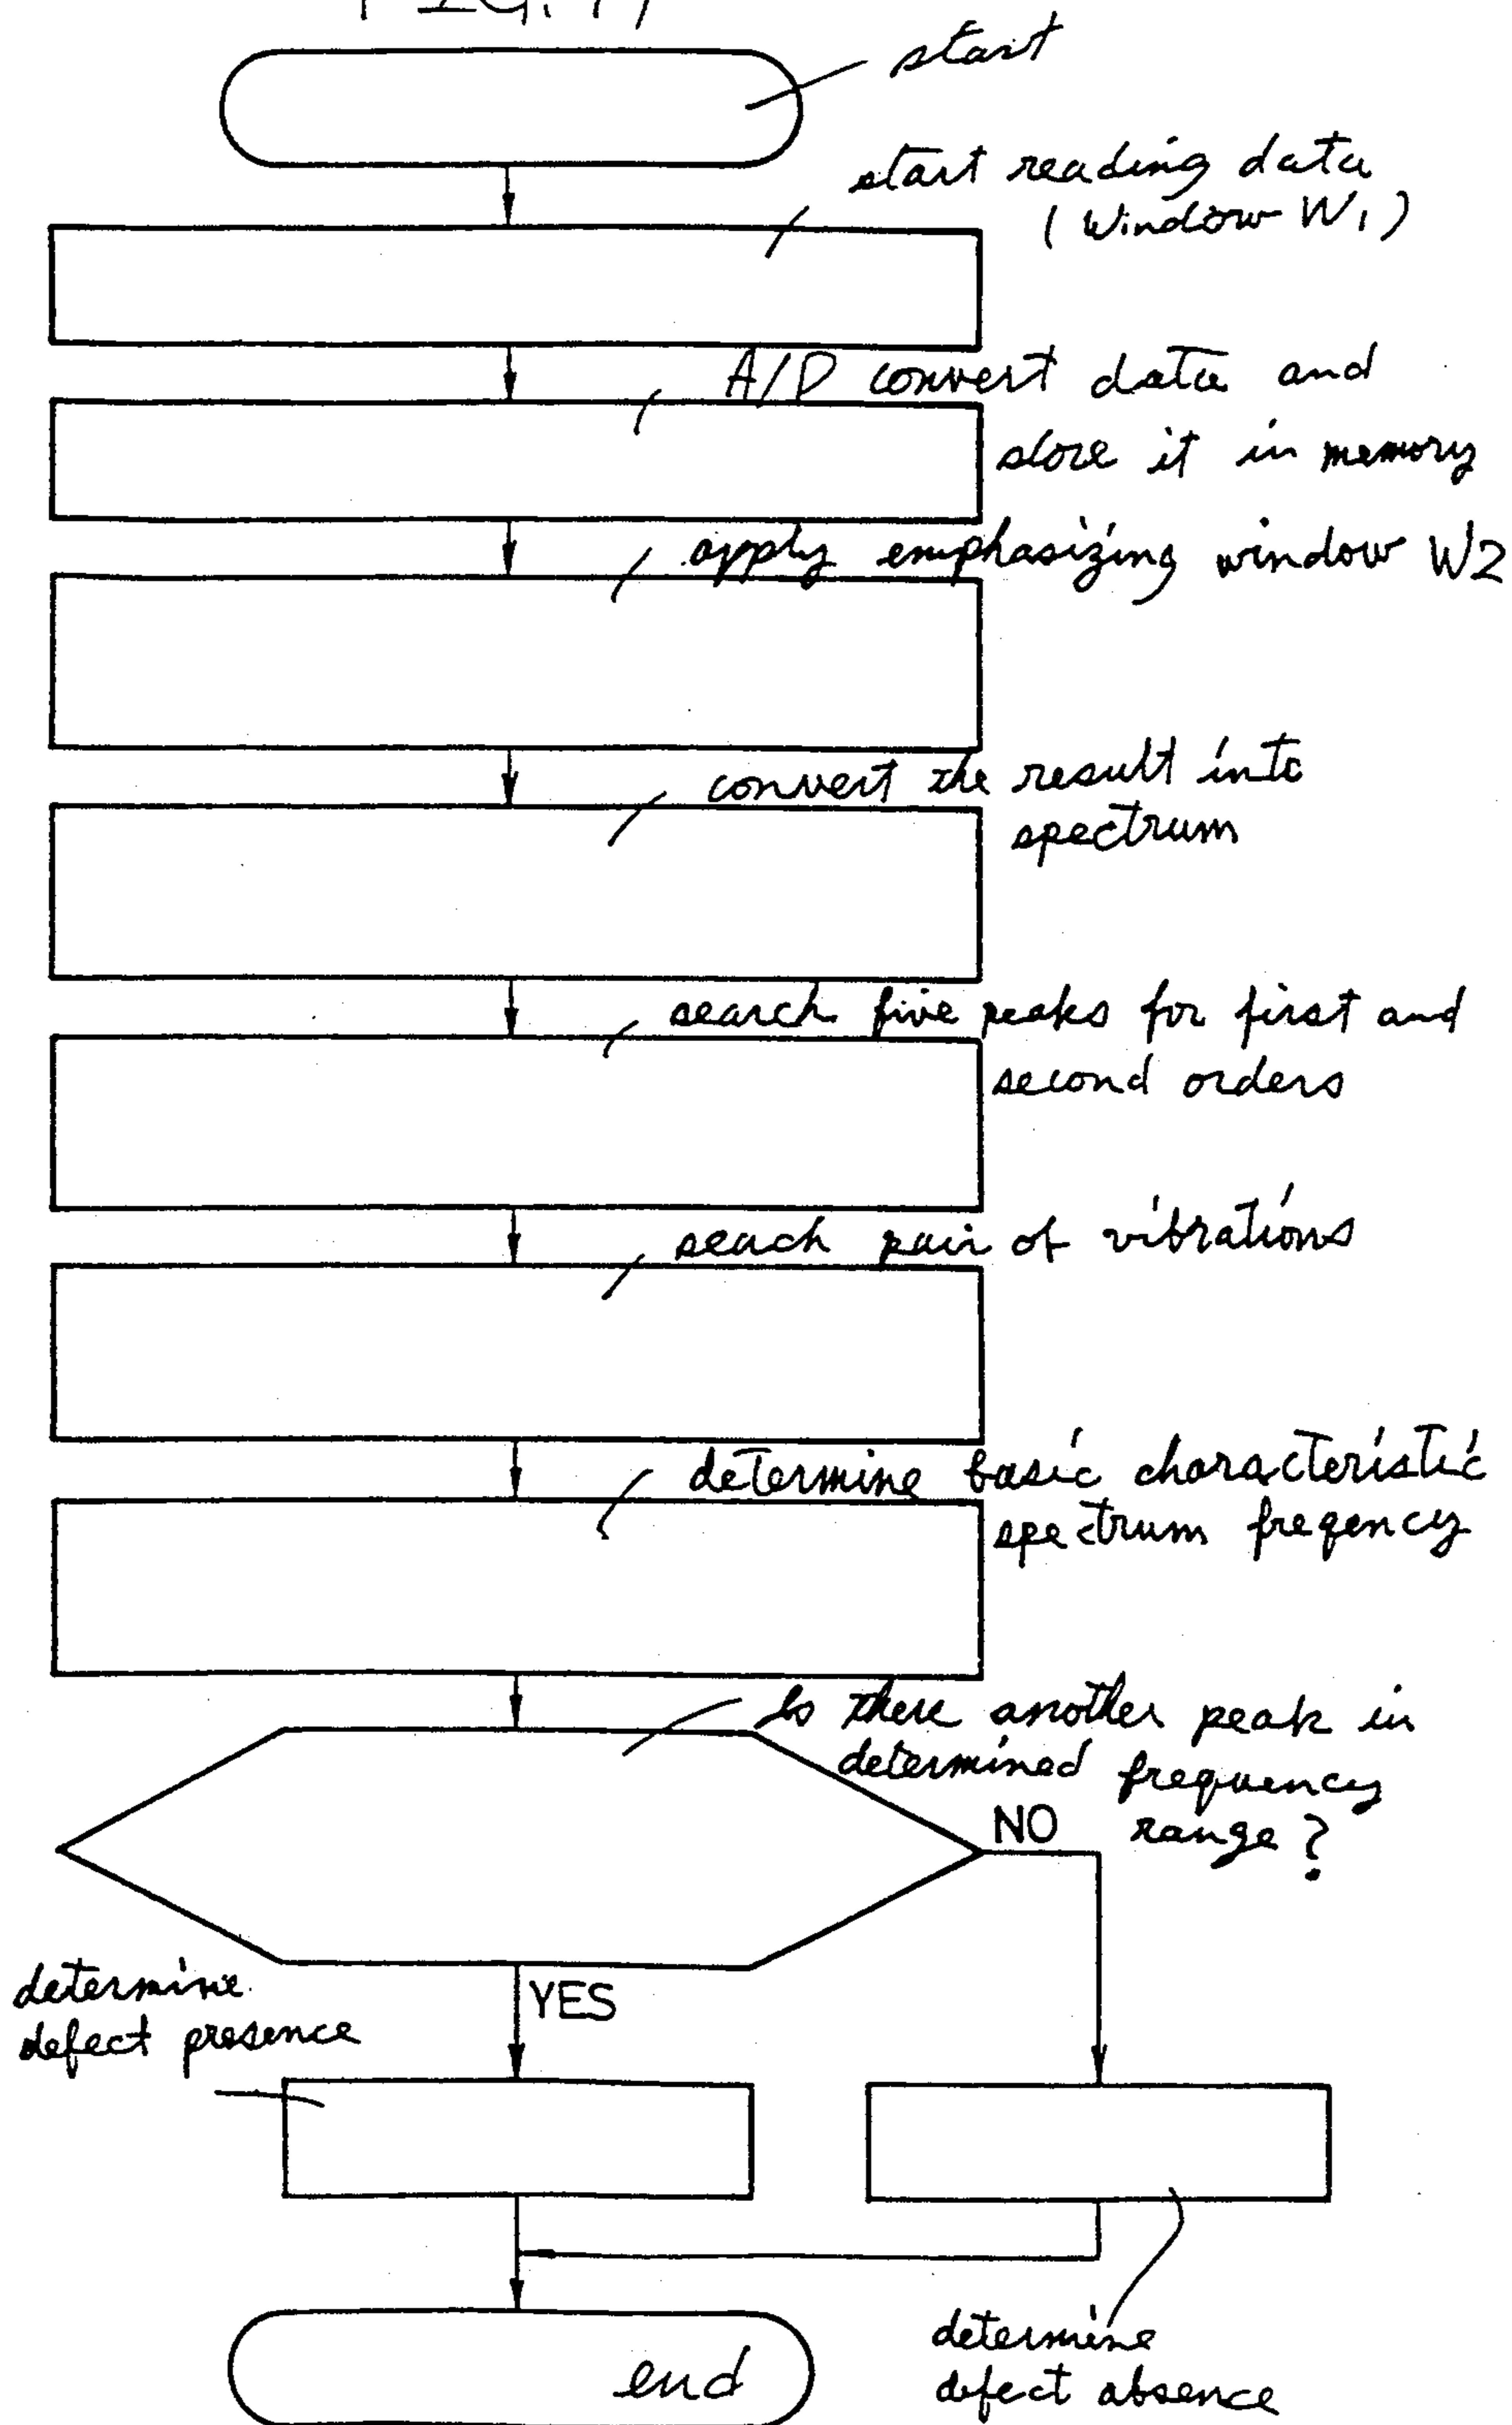 start
start reading data
(Window W1)
A/D convert data and
store it in memory
apply emphasizing window W2
convert the result into
spectrum
search five peaks for first and
second orders
seach pair of vibrations
determine basic characteristic
spectrum freqency
Is there another peak in
determined frequency
range?
NO
YES
determine
defect presence
determine
defect absence
end